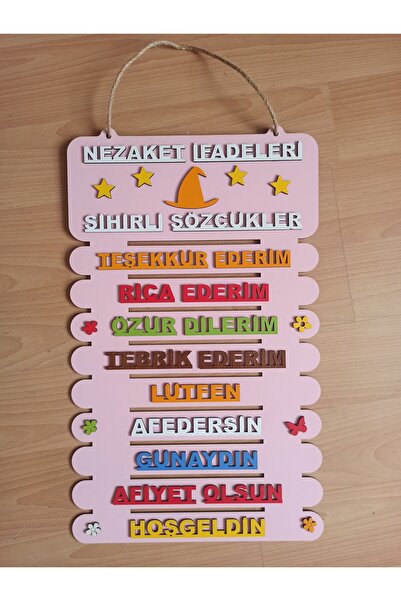 NEZAKET İFADELERİ
SİHİRLİ SÖZCÜKLER
TEŞEKKÜR EDERİM
RİCA EDERİM
ÖZÜR DİLERİM
TEBRİK EDERİM
LÜTFEN
AFEDERSİN
GÜNAYDIN
AFİYET OLSUN
HOŞGELDİN